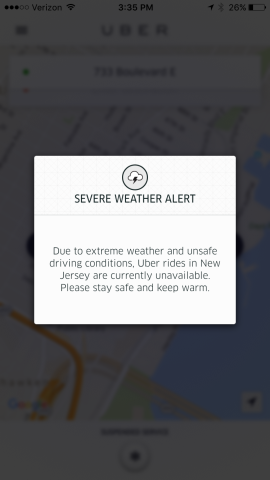 Verizon 3:35 PM 26%
UBER
733 Boulevard E
SEVERE WEATHER ALERT
Due to extreme weather and unsafe
driving conditions, Uber rides in New
Jersey are currently unavailable.
Please stay safe and keep warm.
Google